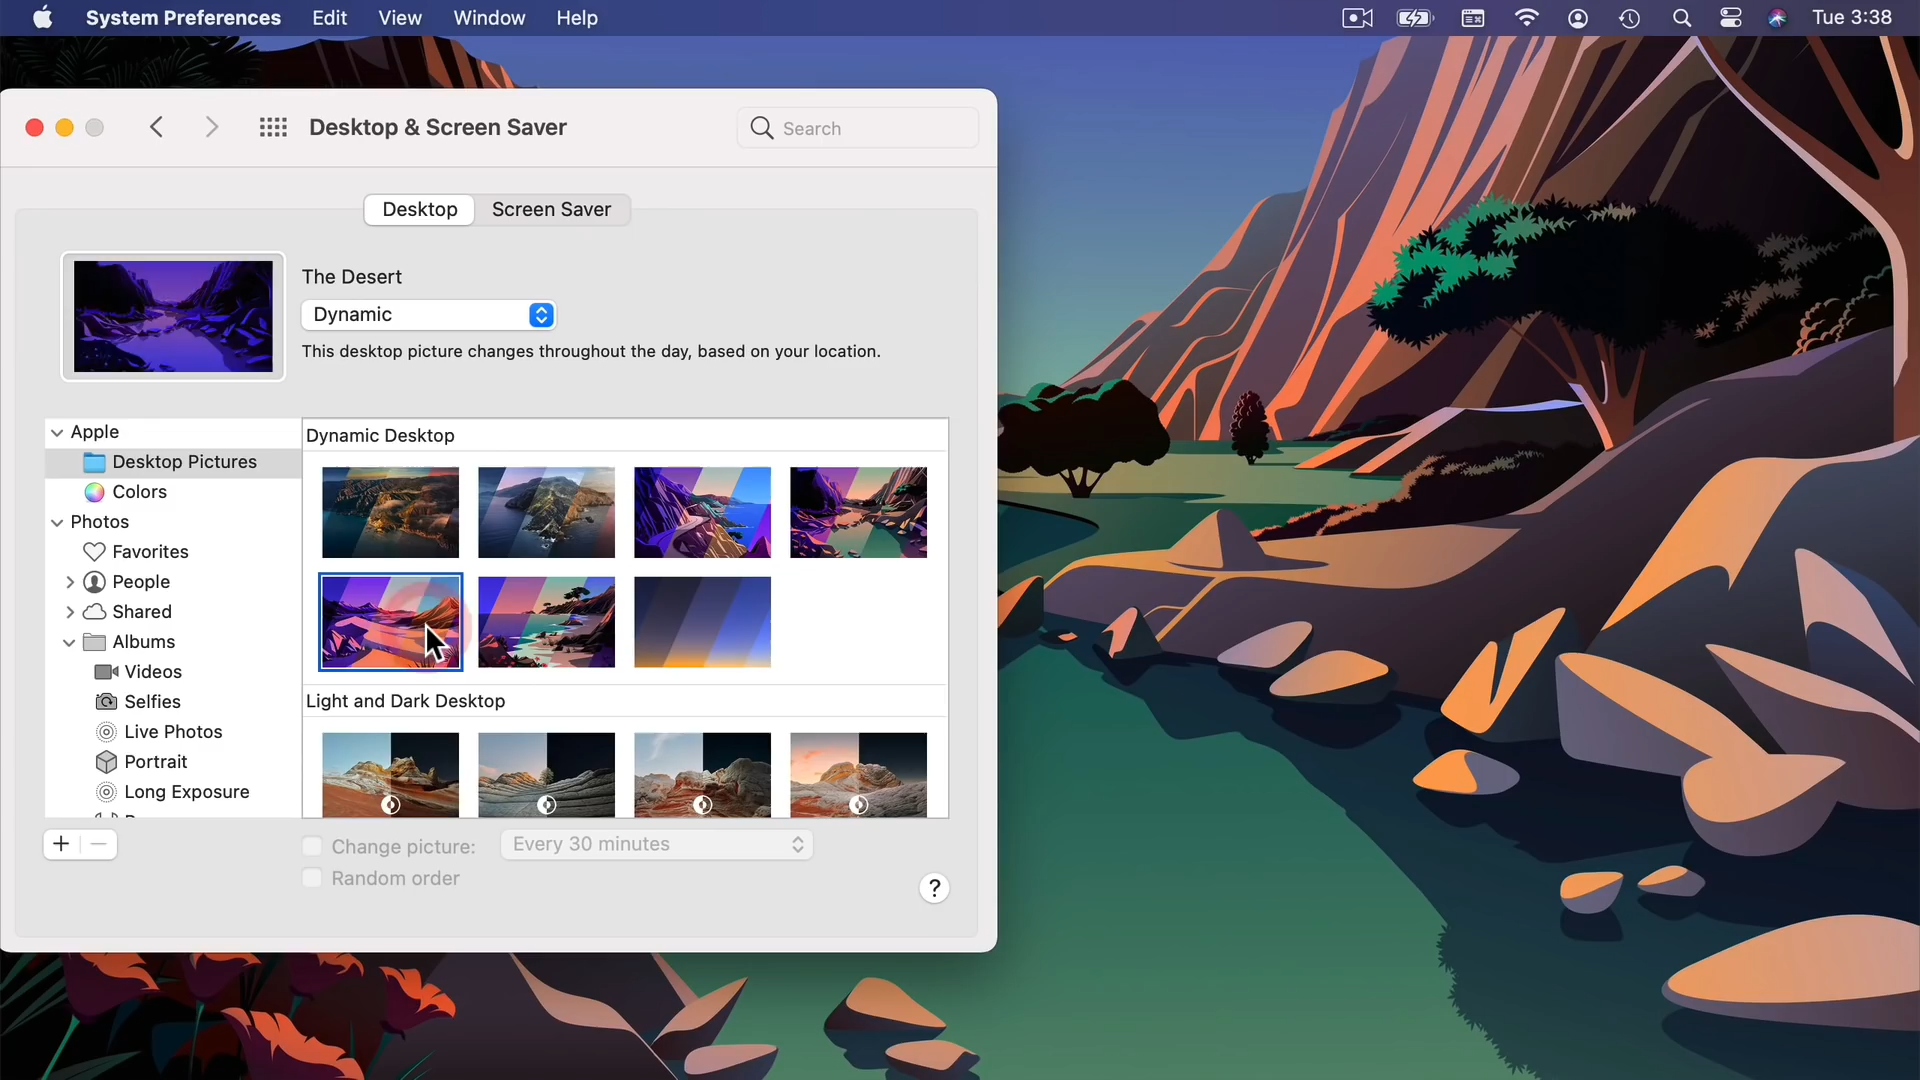 System Preferences Edit View Window Help Tue 3:38
Desktop & Screen Saver
Search
Desktop Screen Saver
The Desert
Dynamic
This desktop picture changes throughout the day, based on your location.
Apple
Desktop Pictures
Colors
Photos
Favorites
People
Shared
Albums
Videos
Selfies
Live Photos
Portrait
Long Exposure
Dynamic Desktop
Light and Dark Desktop
+ −
Change picture: Every 30 minutes
Random order
?